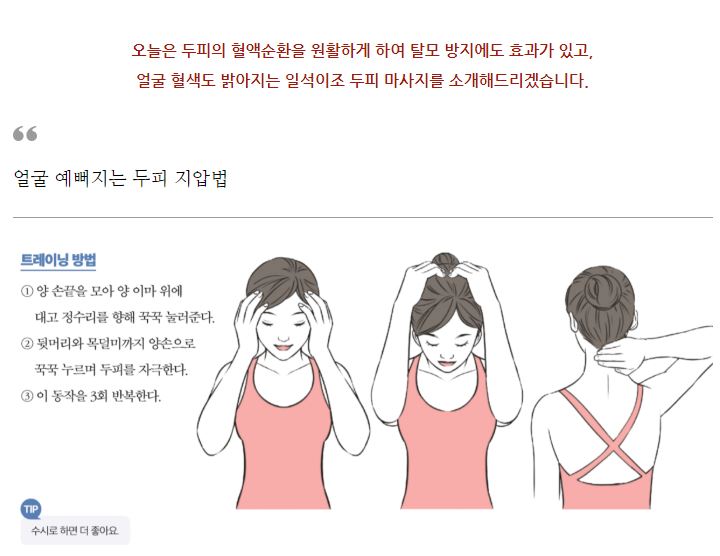 오늘은 두피의 혈액순환을 원활하게 하여 탈모 방지에도 효과가 있고,
얼굴 혈색도 밝아지는 일석이조 두피 마사지를 소개해드리겠습니다.
얼굴 예뻐지는 두피 지압법
트레이닝 방법
① 양 손끝을 모아 양 이마 위에
대고 정수리를 향해 꾹꾹 눌러준다.
② 뒷머리와 목덜미까지 양손으로
꾹꾹 누르며 두피를 자극한다.
③ 이 동작을 3회 반복한다.
TIP
수시로 하면 더 좋아요.